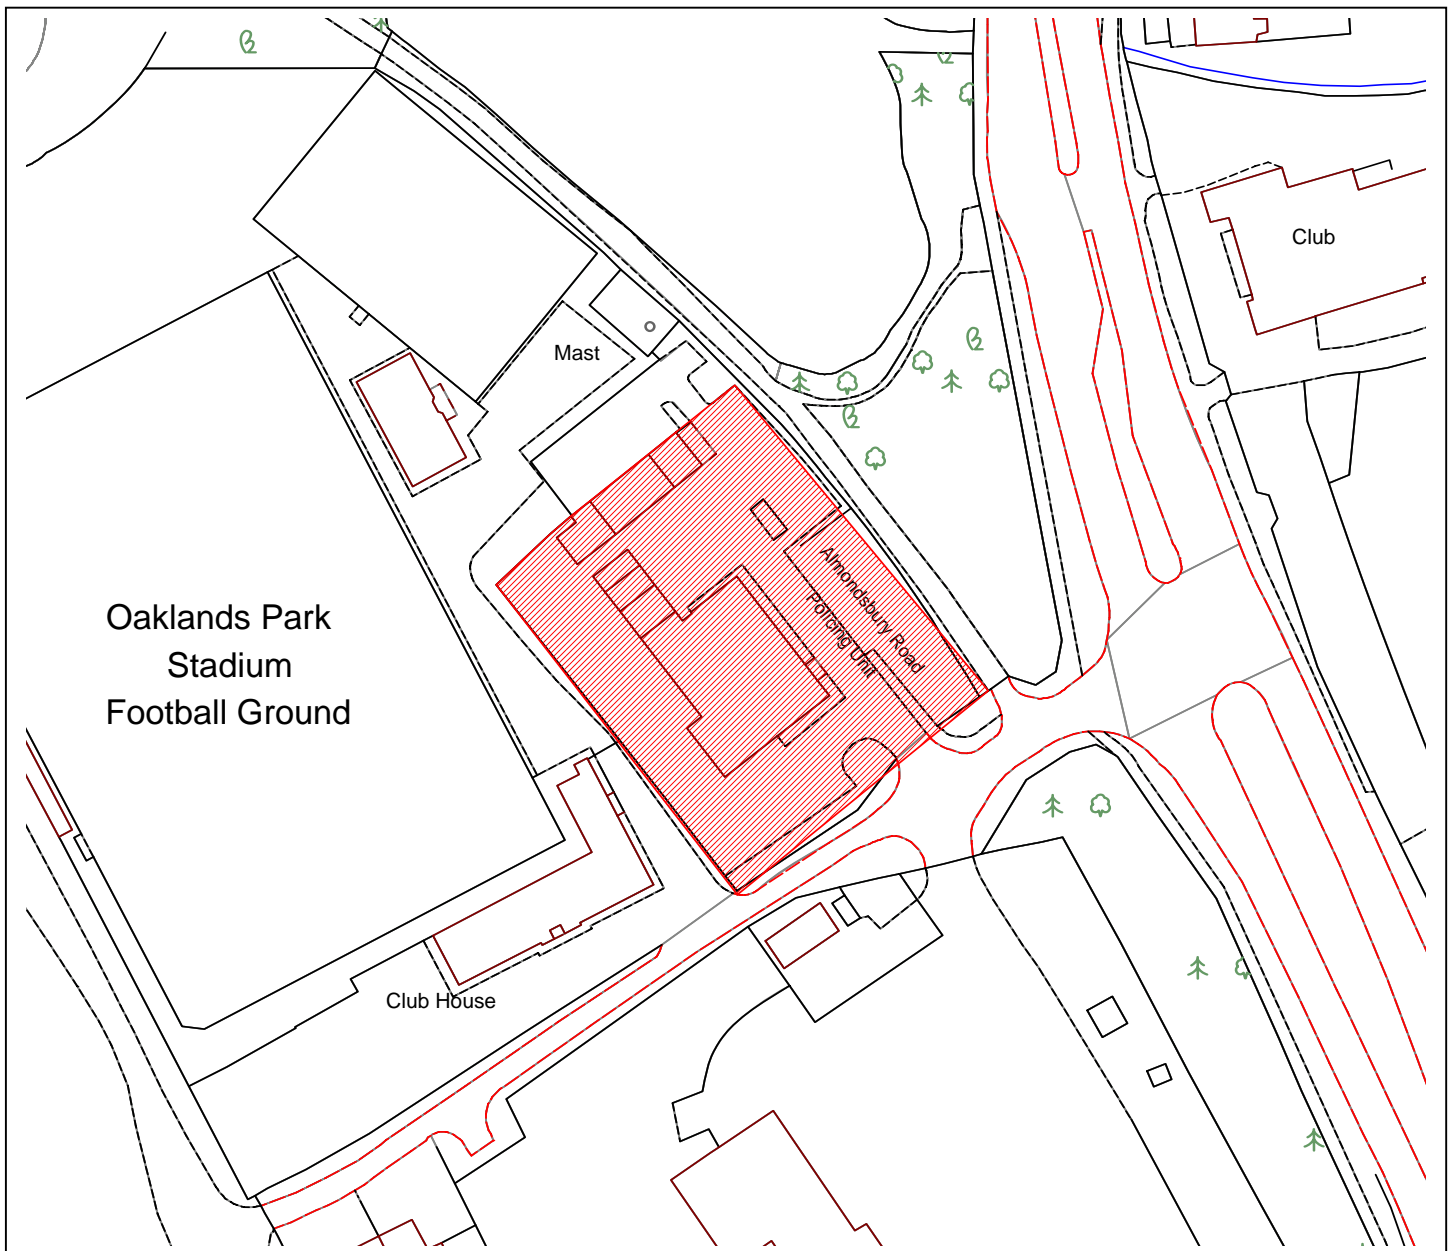 Club
Mast
Almondsbury Road
Policing Unit
Oaklands Park
Stadium
Football Ground
Club House